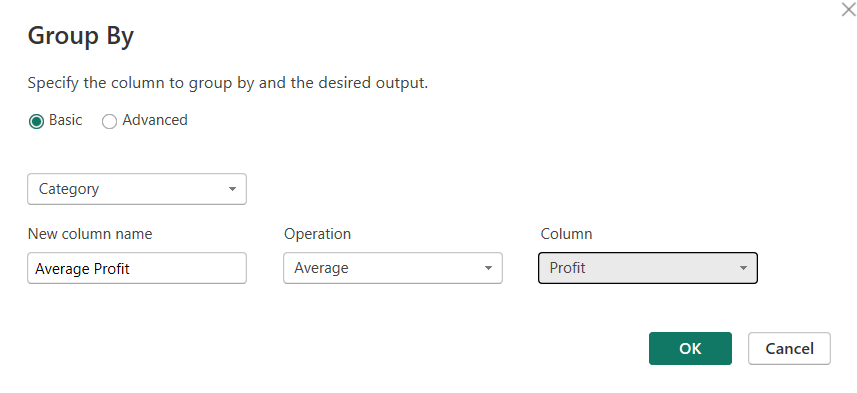 Group By
Specify the column to group by and the desired output.
Basic Advanced
Category
New column name Operation Column
Average Profit Average Profit
OK Cancel